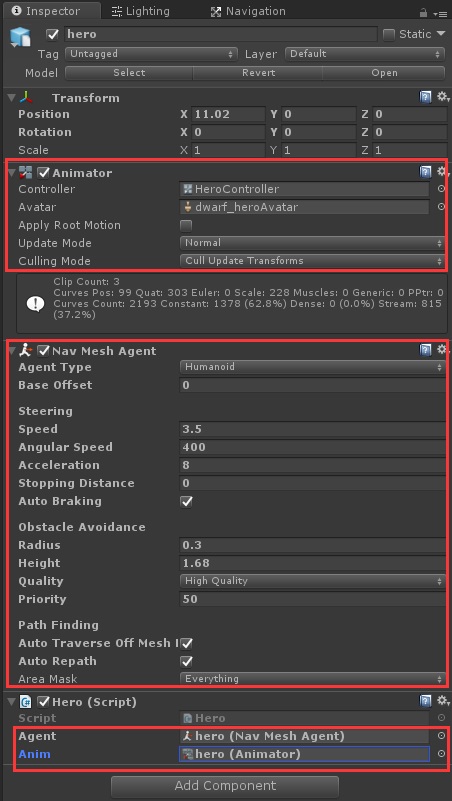 Inspector Lighting Navigation
hero Static
Tag Untagged Layer Default
Model Select Revert Open
Transform
Position X 11.02 Y 0 Z 0
Rotation X 0 Y 0 Z 0
Scale X 1 Y 1 Z 1
Animator
Controller HeroController
Avatar dwarf_heroAvatar
Apply Root Motion
Update Mode Normal
Culling Mode Cull Update Transforms
Clip Count: 3
Curves Pos: 99 Quat: 303 Euler: 0 Scale: 228 Muscles: 0 Generic: 0 PPtr: 0
Curves Count: 2193 Constant: 1378 (62.8%) Dense: 0 (0.0%) Stream: 815
(37.2%)
Nav Mesh Agent
Agent Type Humanoid
Base Offset 0
Steering
Speed 3.5
Angular Speed 400
Acceleration 8
Stopping Distance 0
Auto Braking
Obstacle Avoidance
Radius 0.3
Height 1.68
Quality High Quality
Priority 50
Path Finding
Auto Traverse Off Mesh
Auto Repath
Area Mask Everything
Hero (Script)
Script Hero
Agent hero (Nav Mesh Agent)
Anim hero (Animator)
Add Component